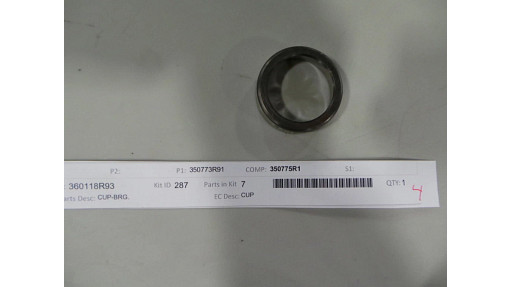 P2: P1: 350773R91 COMP: 350775R1 S1:
360118R93 Kit ID 287 Parts in Kit 7 QTY: 1 4
arts Desc: CUP-BRG. EC Desc: CUP